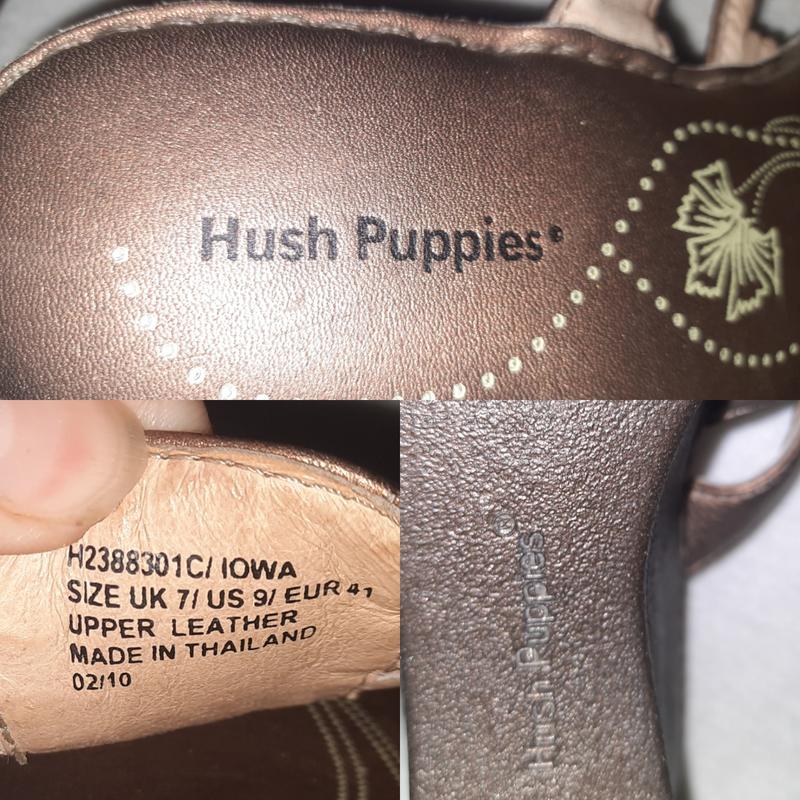 Hush Puppies®
H2388301C/ IOWA
SIZE UK 7/ US 9/ EUR 41
UPPER LEATHER
MADE IN THAILAND
02/10
Hush Puppies®